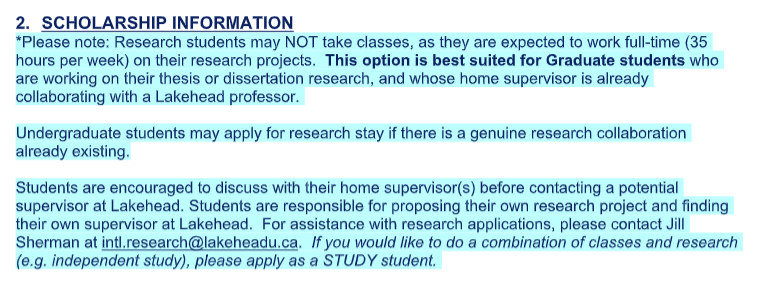 2. SCHOLARSHIP INFORMATION
*Please note: Research students may NOT take classes, as they are expected to work full-time (35
hours per week) on their research projects. This option is best suited for Graduate students who
are working on their thesis or dissertation research, and whose home supervisor is already
collaborating with a Lakehead professor.
Undergraduate students may apply for research stay if there is a genuine research collaboration
already existing.
Students are encouraged to discuss with their home supervisor(s) before contacting a potential
supervisor at Lakehead. Students are responsible for proposing their own research project and finding
their own supervisor at Lakehead. For assistance with research applications, please contact Jill
Sherman at intl.research@lakeheadu.ca. If you would like to do a combination of classes and research
(e.g. independent study), please apply as a STUDY student.